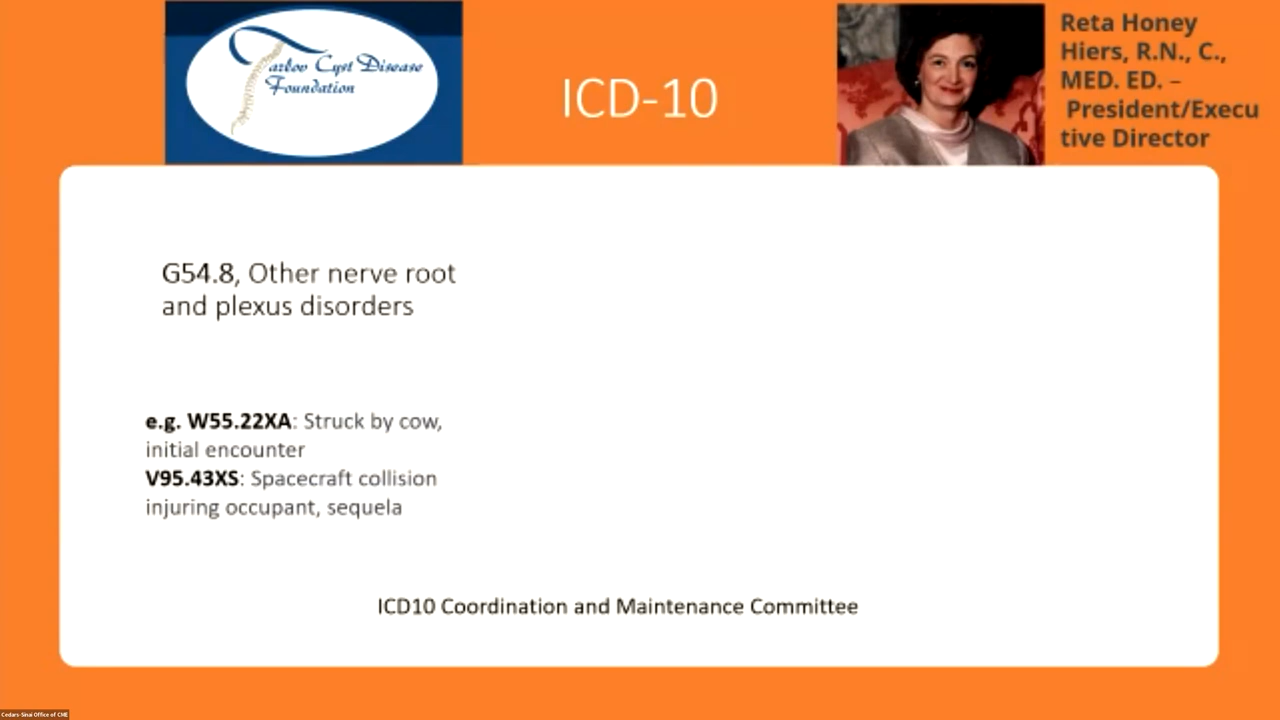 Tarlov Cyst Disease
Foundation
ICD-10
Reta Honey
Hiers, R.N., C.,
MED. ED. –
President/Execu
tive Director
G54.8, Other nerve root
and plexus disorders
e.g. W55.22XA: Struck by cow,
initial encounter
V95.43XS: Spacecraft collision
injuring occupant, sequela
ICD10 Coordination and Maintenance Committee
Cedars-Sinai Office of CME